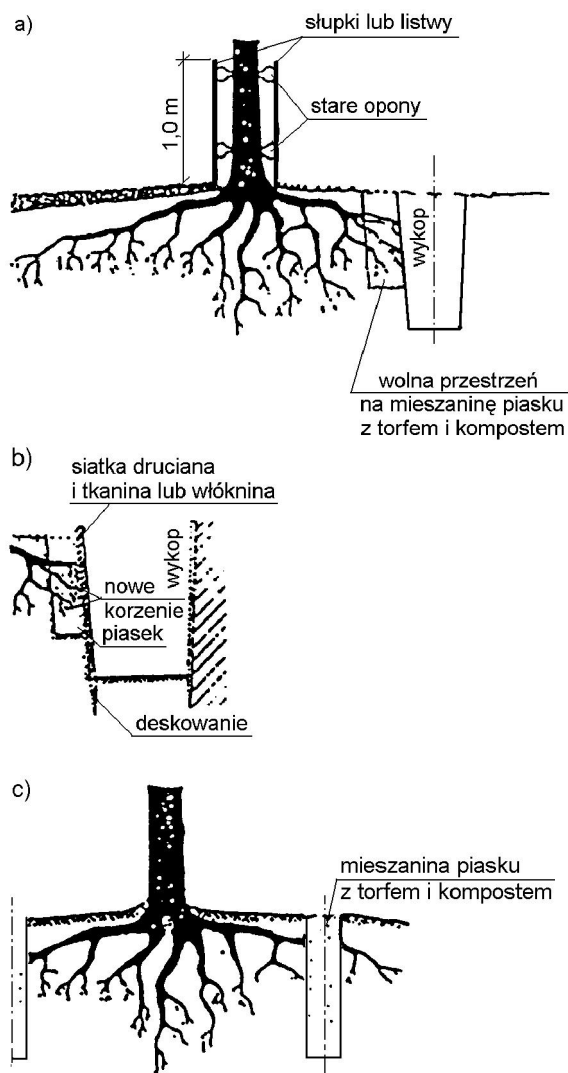 a)
słupki lub listwy
stare opony
1,0 m
wykop
wolna przestrzeń
na mieszaninę piasku
z torfem i kompostem
b)
siatka druciana
i tkanina lub włóknina
wykop
nowe
korzenie
piasek
deskowanie
c)
mieszanina piasku
z torfem i kompostem